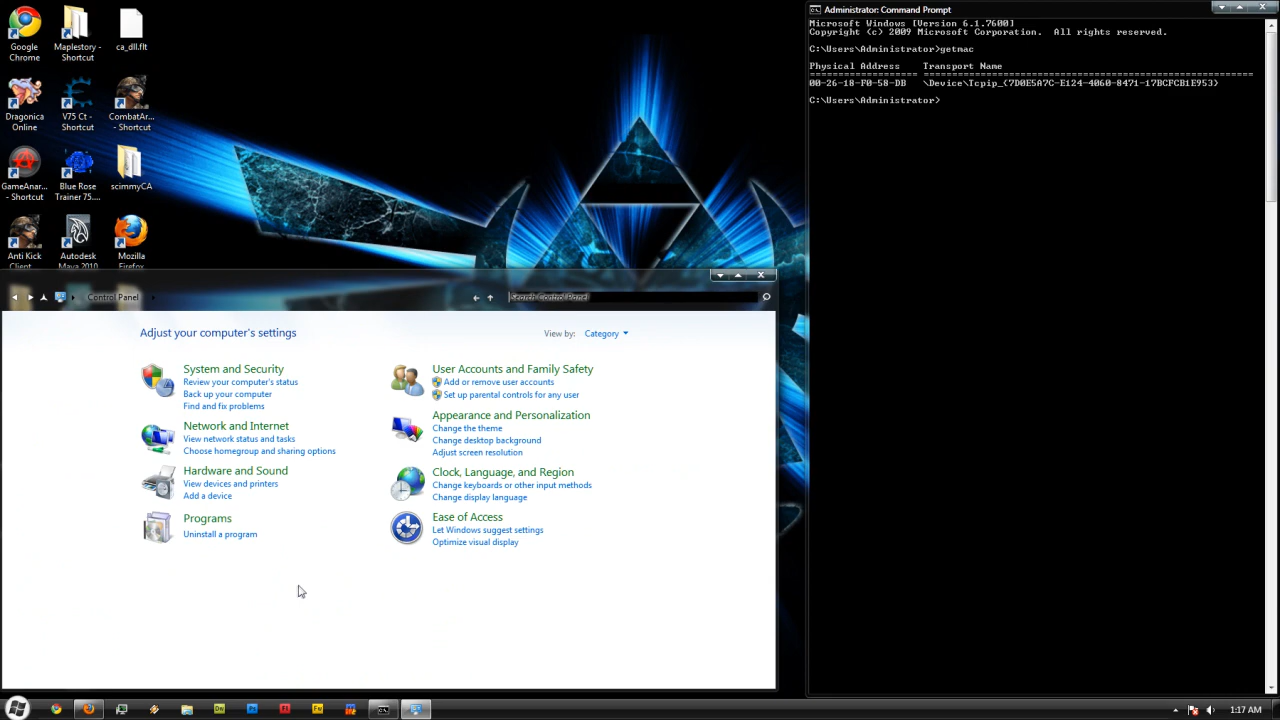 Google
Chrome
Maplestory -
Shortcut
ca_dll.flt
Dragonica
Online
V75 Ct -
Shortcut
CombatAr...
- Shortcut
GameAnar...
- Shortcut
Blue Rose
Trainer 75....
scimmyCA
Anti Kick
Client
Autodesk
Maya 2010
Mozilla
Firefox
Administrator: Command Prompt
Microsoft Windows [Version 6.1.7600]
Copyright (c) 2009 Microsoft Corporation. All rights reserved.
C:\Users\Administrator>getmac
Physical Address Transport Name
=================== ==========================================================
00-26-18-F0-58-DB \Device\Tcpip_{7D0E5A7C-E124-4060-8471-17BCFCB1E953}
C:\Users\Administrator>
Control Panel
Search Control Panel
Adjust your computer's settings
View by: Category
System and Security
Review your computer's status
Back up your computer
Find and fix problems
Network and Internet
View network status and tasks
Choose homegroup and sharing options
Hardware and Sound
View devices and printers
Add a device
Programs
Uninstall a program
User Accounts and Family Safety
Add or remove user accounts
Set up parental controls for any user
Appearance and Personalization
Change the theme
Change desktop background
Adjust screen resolution
Clock, Language, and Region
Change keyboards or other input methods
Change display language
Ease of Access
Let Windows suggest settings
Optimize visual display
Dw
Ps
Fl
Fw
1:17 AM